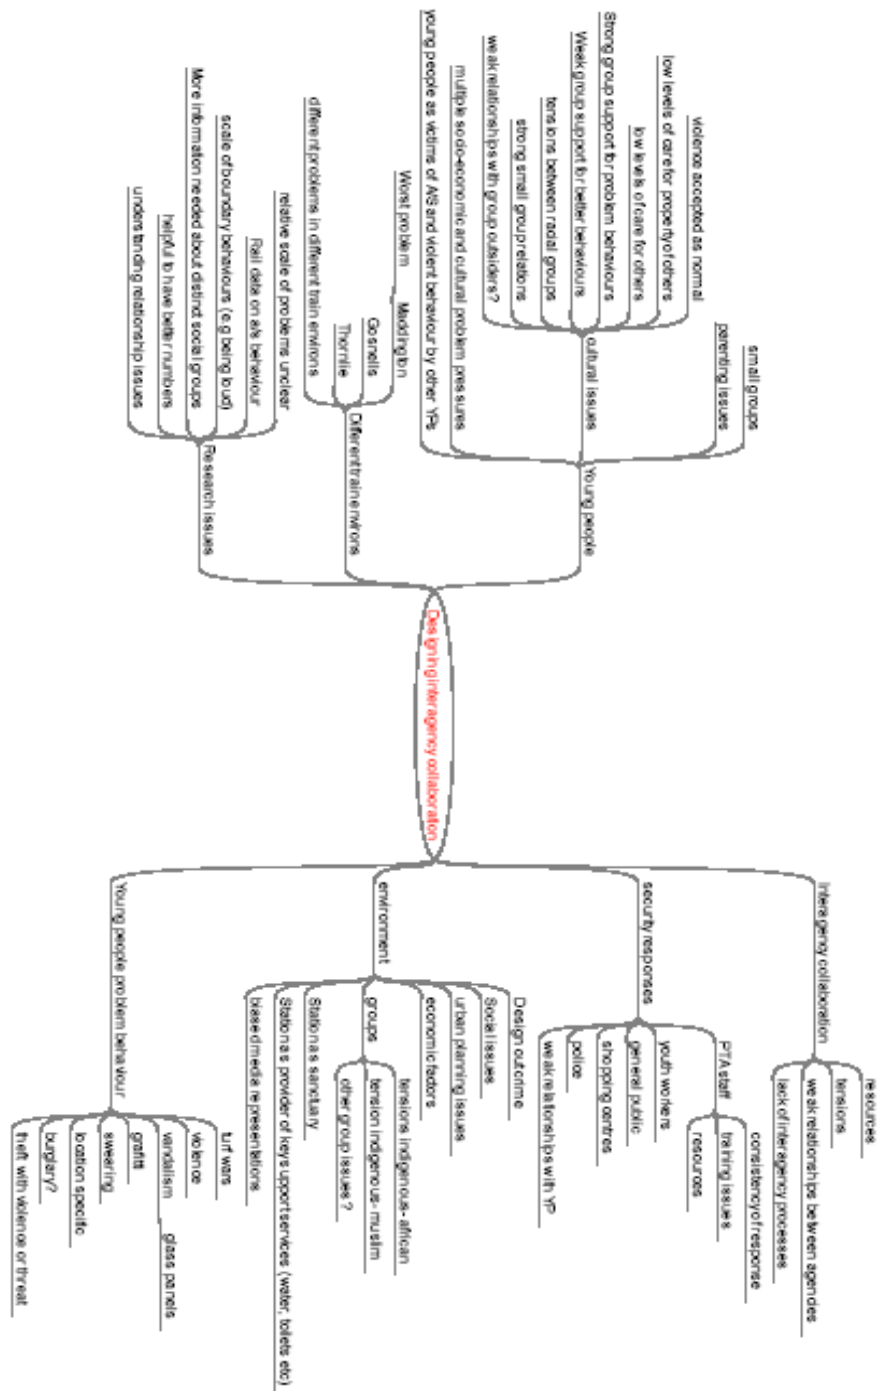 Designing interagency collaboration
Young people
small groups
parenting issues
cultural issues
violence accepted as normal
low levels of care for property of others
low levels of care for others
Strong group support for problem behaviours
Weak group support for better behaviours
tensions between racial groups
strong small group relations
weak relationships with group outsiders?
multiple socio-economic and cultural problem pressures
young people as victims of A/S and violent behaviour by other YPs
Different train environs
Maddington
Worst problem
Gosnells
Thornlie
different problems in different train environs
Research issues
relative scale of problems unclear
Rail data on a/s behaviour
scale of boundary behaviours (e.g being loud)
More information needed about distinct social groups
helpful to have better numbers
understanding relationship issues
Interagency collaboration
resources
tensions
weak relationships between agencies
lack of interagency processes
security responses
PTA staff
consistency of response
training issues
resources
youth workers
general public
shopping centres
police
weak relationships with YP
environment
Design out crime
Social issues
urban planning issues
economic factors
groups
tensions indigenous- african
tension indigenous- muslim
other group issues?
Station as sanctuary
Station as provider of key support services (water, toilets etc)
biased media representations
Young people problem behaviour
turf wars
violence
vandalism
glass panels
grafitti
swearing
location specific
burglary?
theft with violence or threat